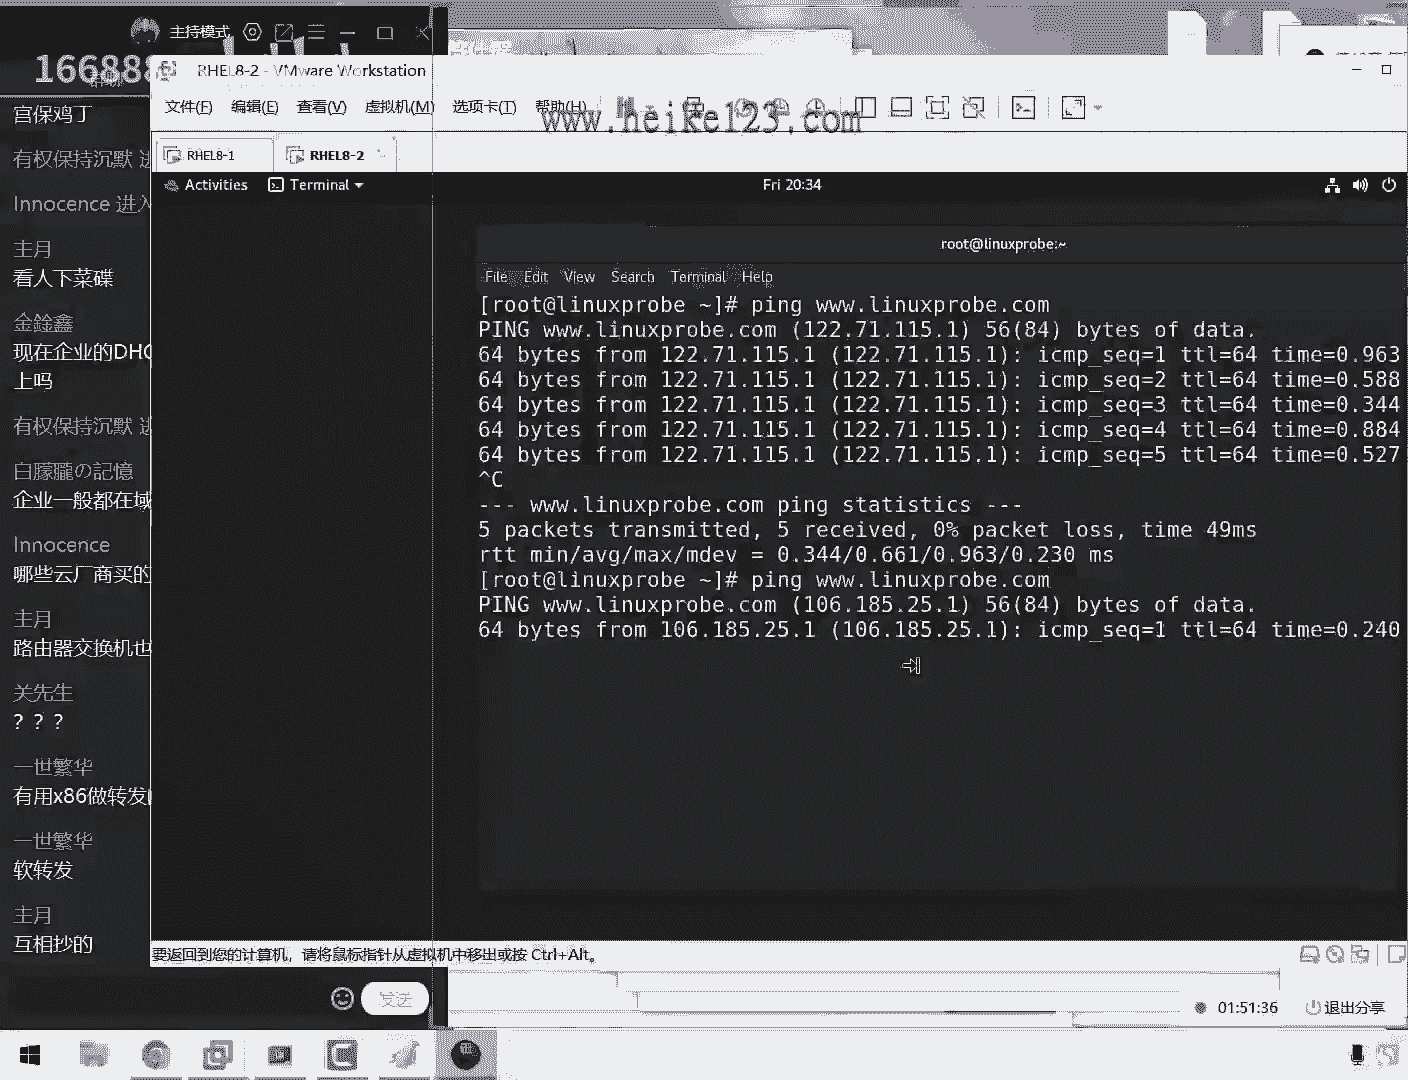 主持模式
166888
宫保鸡丁
有权保持沉默 进
Innocence 进入
主月
看人下菜碟
金銓鑫
现在企业的DHC
上吗
有权保持沉默 进
白朦朧の記憶
企业一般都在域
Innocence
哪些云厂商买的
主月
路由器交换机也
关先生
？？？
一世繁华
有用x86做转发
一世繁华
软转发
主月
互相抄的
发送
RHEL8-2 - VMware Workstation
文件(F) 编辑(E) 查看(V) 虚拟机(M) 选项卡(T) 帮助(H)
www.heike123.com
RHEL8-1 RHEL8-2
Activities Terminal Fri 20:34
root@linuxprobe:~
File Edit View Search Terminal Help
[root@linuxprobe ~]# ping www.linuxprobe.com
PING www.linuxprobe.com (122.71.115.1) 56(84) bytes of data.
64 bytes from 122.71.115.1 (122.71.115.1): icmp_seq=1 ttl=64 time=0.963
64 bytes from 122.71.115.1 (122.71.115.1): icmp_seq=2 ttl=64 time=0.588
64 bytes from 122.71.115.1 (122.71.115.1): icmp_seq=3 ttl=64 time=0.344
64 bytes from 122.71.115.1 (122.71.115.1): icmp_seq=4 ttl=64 time=0.884
64 bytes from 122.71.115.1 (122.71.115.1): icmp_seq=5 ttl=64 time=0.527
^C
--- www.linuxprobe.com ping statistics ---
5 packets transmitted, 5 received, 0% packet loss, time 49ms
rtt min/avg/max/mdev = 0.344/0.661/0.963/0.230 ms
[root@linuxprobe ~]# ping www.linuxprobe.com
PING www.linuxprobe.com (106.185.25.1) 56(84) bytes of data.
64 bytes from 106.185.25.1 (106.185.25.1): icmp_seq=1 ttl=64 time=0.240
要返回到您的计算机，请将鼠标指针从虚拟机中移出或按 Ctrl+Alt。
01:51:36 退出分享